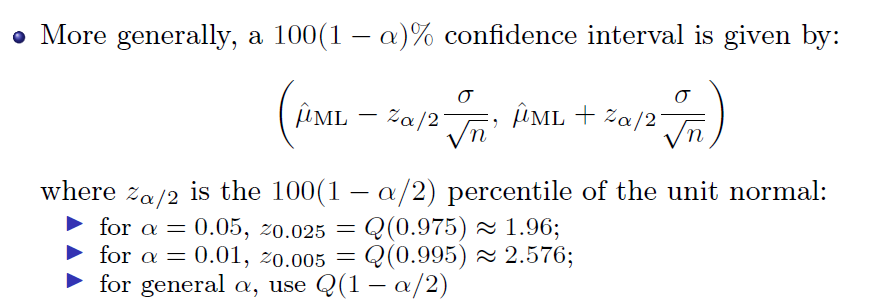 • More generally, a 100(1 − α)% confidence interval is given by:
(μ̂_ML − z_{α/2} σ/√n, μ̂_ML + z_{α/2} σ/√n)
where z_{α/2} is the 100(1 − α/2) percentile of the unit normal:
▶ for α = 0.05, z_{0.025} = Q(0.975) ≈ 1.96;
▶ for α = 0.01, z_{0.005} = Q(0.995) ≈ 2.576;
▶ for general α, use Q(1 − α/2)